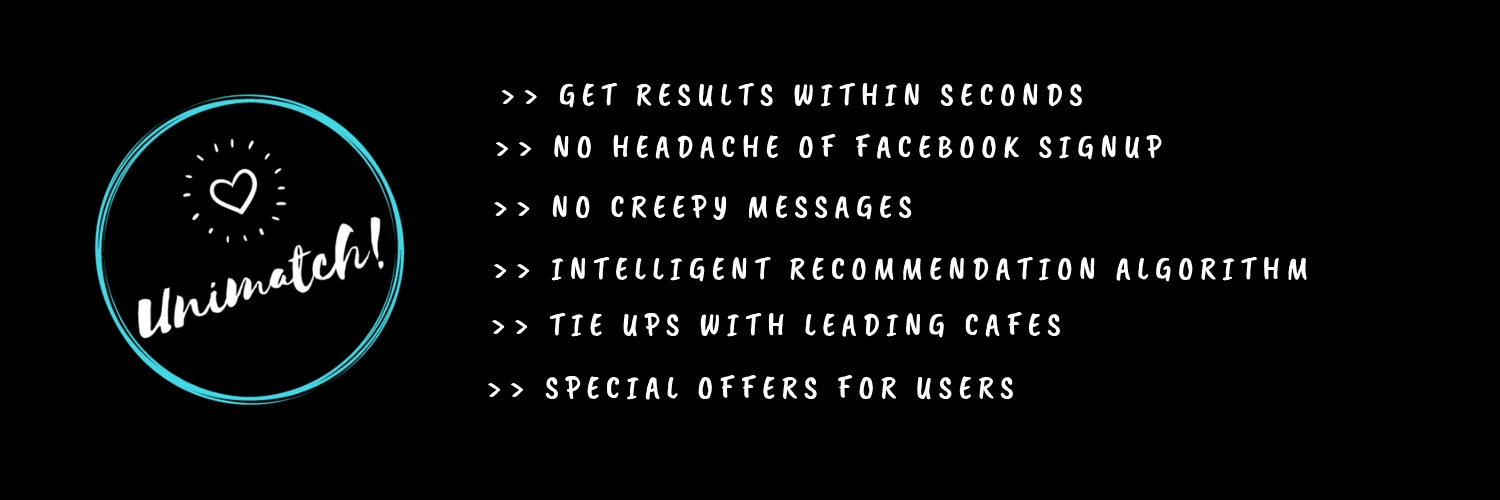 Unimatch!
>> GET RESULTS WITHIN SECONDS
>> NO HEADACHE OF FACEBOOK SIGNUP
>> NO CREEPY MESSAGES
>> INTELLIGENT RECOMMENDATION ALGORITHM
>> TIE UPS WITH LEADING CAFES
>> SPECIAL OFFERS FOR USERS